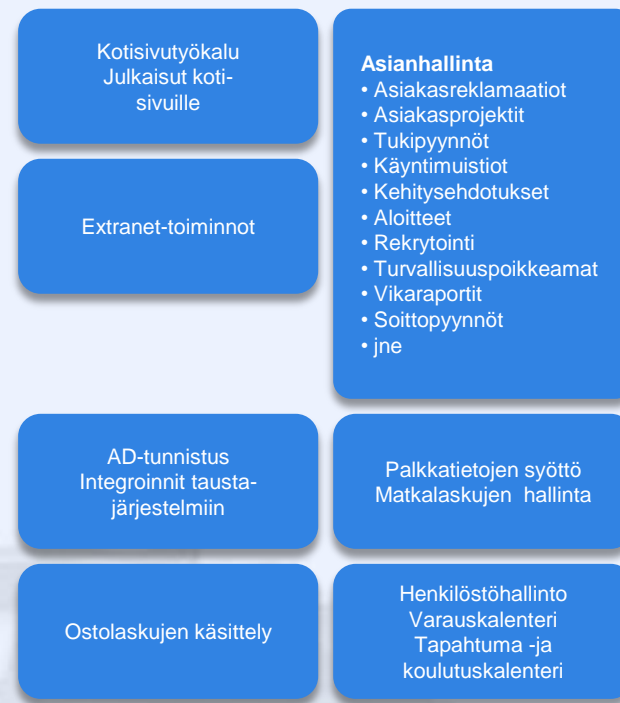 Kotisivutyökalu
Julkaisut koti-
sivuille
Extranet-toiminnot
Asianhallinta
• Asiakasreklamaatiot
• Asiakasprojektit
• Tukipyynnöt
• Käyntimuistiot
• Kehitysehdotukset
• Aloitteet
• Rekrytointi
• Turvallisuuspoikkeamat
• Vikaraportit
• Soittopyynnöt
• jne
AD-tunnistus
Integroinnit tausta-
järjestelmiin
Palkkatietojen syöttö
Matkalaskujen  hallinta
Ostolaskujen käsittely
Henkilöstöhallinto
Varauskalenteri
Tapahtuma -ja
koulutuskalenteri